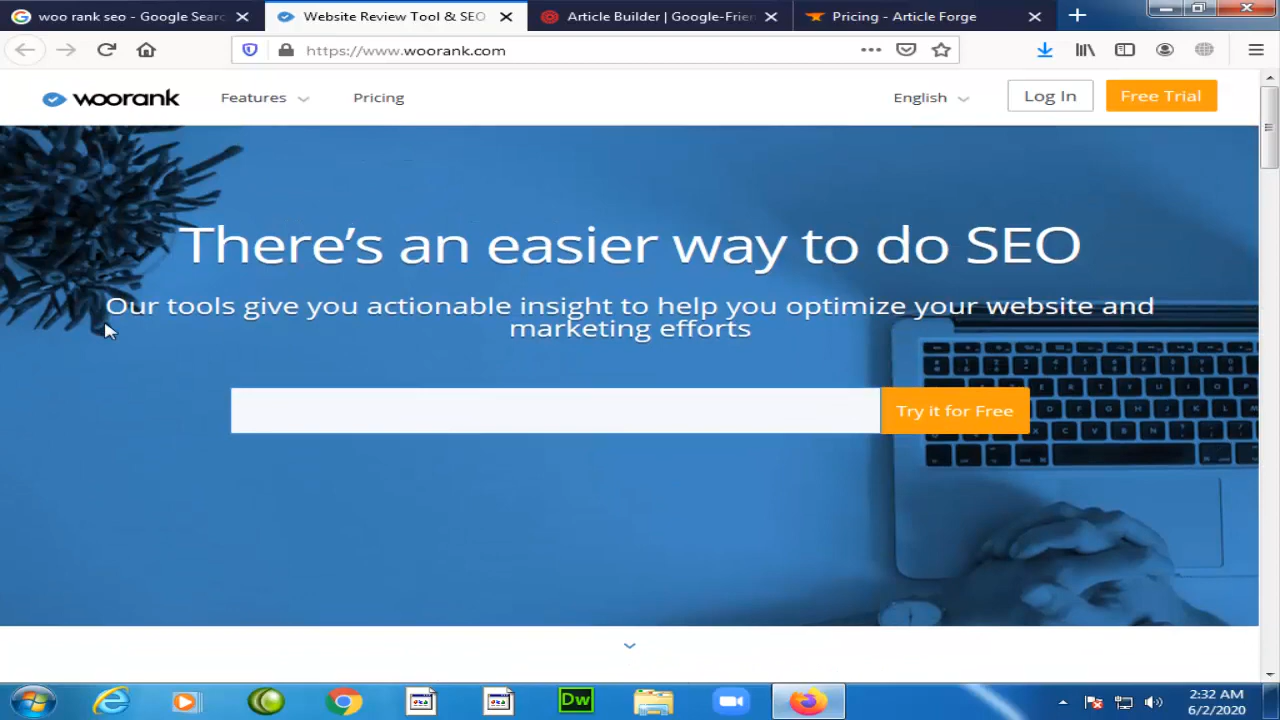 woo rank seo - Google Searc
Website Review Tool & SEO
Article Builder | Google-Frien
Pricing - Article Forge
https://www.woorank.com
woorank
Features
Pricing
English
Log In
Free Trial
There's an easier way to do SEO
Our tools give you actionable insight to help you optimize your website and
marketing efforts
Try it for Free
Dw
2:32 AM
6/2/2020